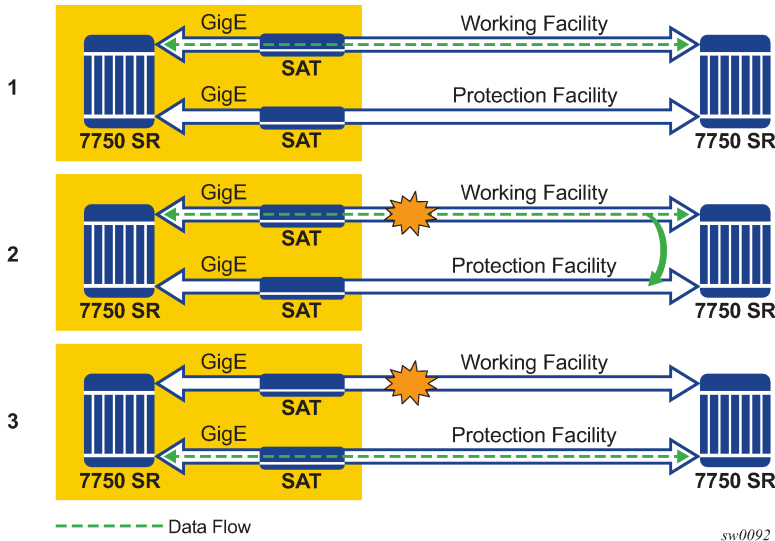 GigE
Working Facility
SAT
1
GigE
Protection Facility
7750 SR
SAT
7750 SR
GigE
Working Facility
SAT
2
GigE
Protection Facility
7750 SR
SAT
7750 SR
GigE
Working Facility
SAT
3
GigE
Protection Facility
7750 SR
SAT
7750 SR
Data Flow
sw0092